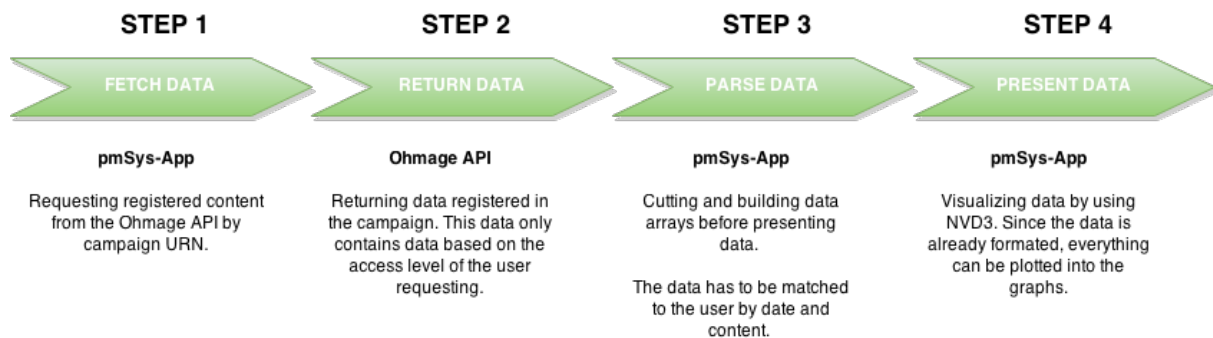 STEP 1
FETCH DATA
pmSys-App
Requesting registered content
from the Ohmage API by
campaign URN.
STEP 2
RETURN DATA
Ohmage API
Returning data registered in
the campaign. This data only
contains data based on the
access level of the user
requesting.
STEP 3
PARSE DATA
pmSys-App
Cutting and building data
arrays before presenting
data.
The data has to be matched
to the user by date and
content.
STEP 4
PRESENT DATA
pmSys-App
Visualizing data by using
NVD3. Since the data is
already formated, everything
can be plotted into the
graphs.